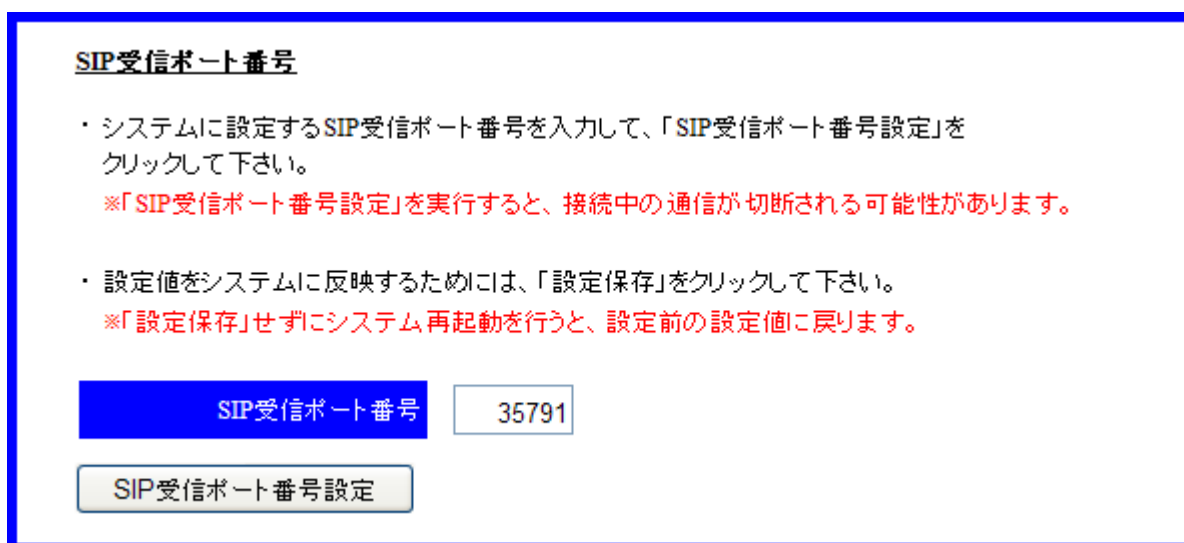 SIP受信ポート番号
・ システムに設定するSIP受信ポート番号を入力して、「SIP受信ポート番号設定」を
クリックして下さい。
※「SIP受信ポート番号設定」を実行すると、接続中の通信が切断される可能性があります。
・ 設定値をシステムに反映するためには、「設定保存」をクリックして下さい。
※「設定保存」せずにシステム再起動を行うと、設定前の設定値に戻ります。
SIP受信ポート番号 35791
SIP受信ポート番号設定